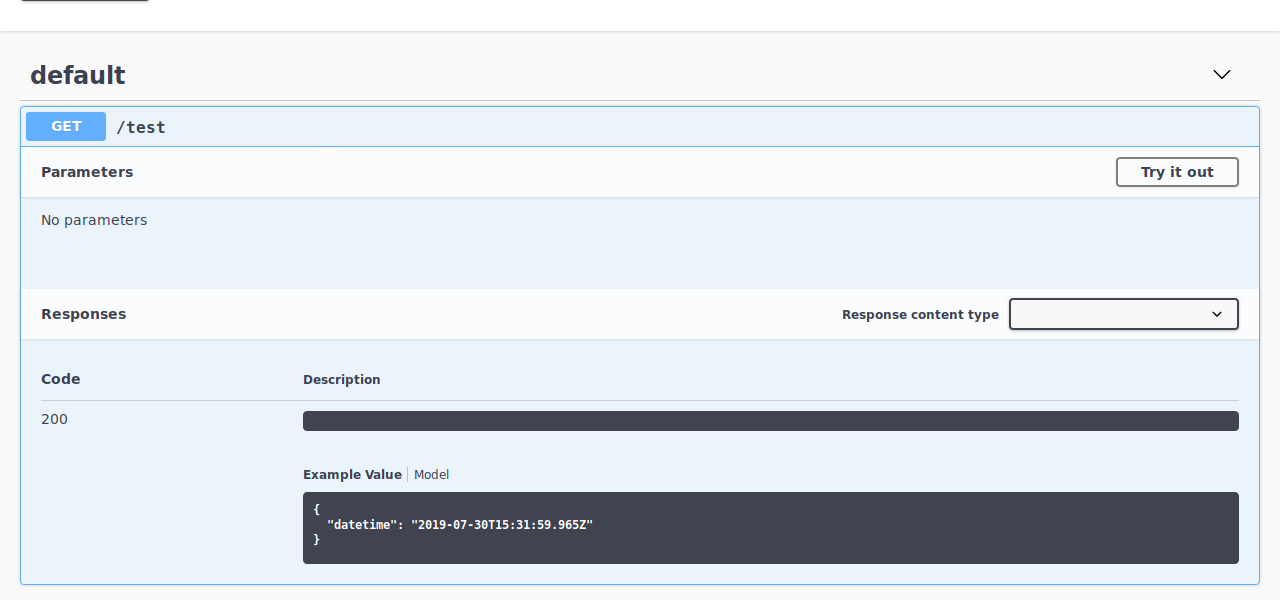 default
GET /test
Parameters Try it out
No parameters
Responses Response content type
Code Description
200
Example Value Model
{
"datetime": "2019-07-30T15:31:59.965Z"
}